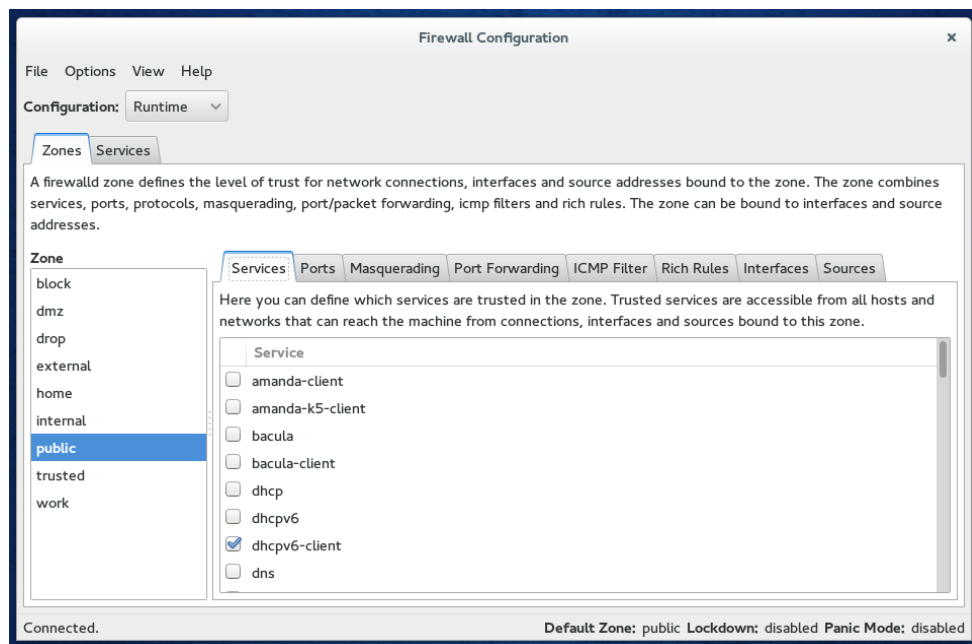 Firewall Configuration
File Options View Help
Configuration: Runtime
Zones Services
A firewalld zone defines the level of trust for network connections, interfaces and source addresses bound to the zone. The zone combines
services, ports, protocols, masquerading, port/packet forwarding, icmp filters and rich rules. The zone can be bound to interfaces and source
addresses.
Zone
block
dmz
drop
external
home
internal
public
trusted
work
Services Ports Masquerading Port Forwarding ICMP Filter Rich Rules Interfaces Sources
Here you can define which services are trusted in the zone. Trusted services are accessible from all hosts and
networks that can reach the machine from connections, interfaces and sources bound to this zone.
Service
amanda-client
amanda-k5-client
bacula
bacula-client
dhcp
dhcpv6
dhcpv6-client
dns
Connected.
Default Zone: public Lockdown: disabled Panic Mode: disabled